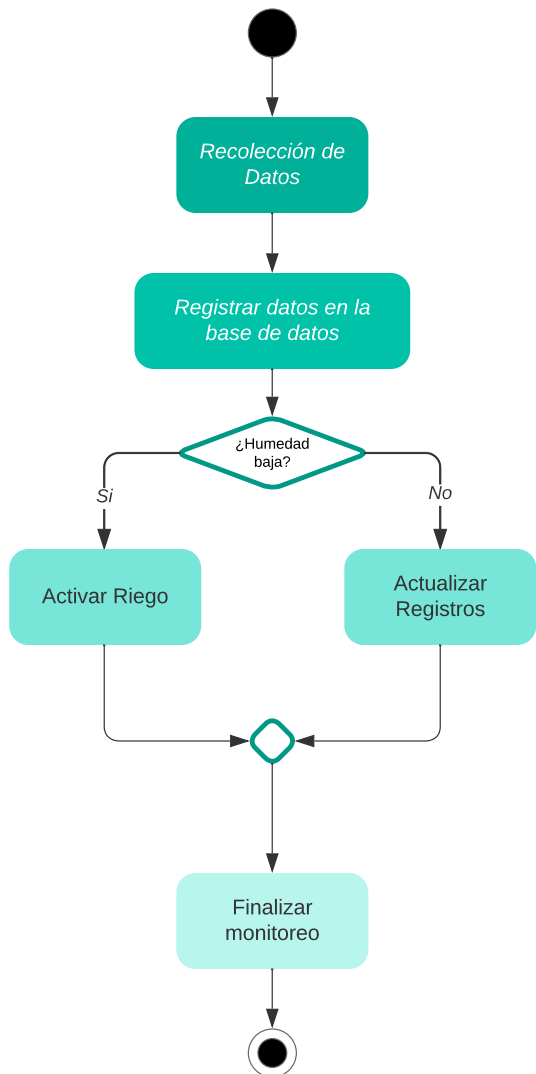 Recolección de
Datos
Registrar datos en la
base de datos
¿Humedad
baja?
Si
No
Activar Riego
Actualizar
Registros
Finalizar
monitoreo